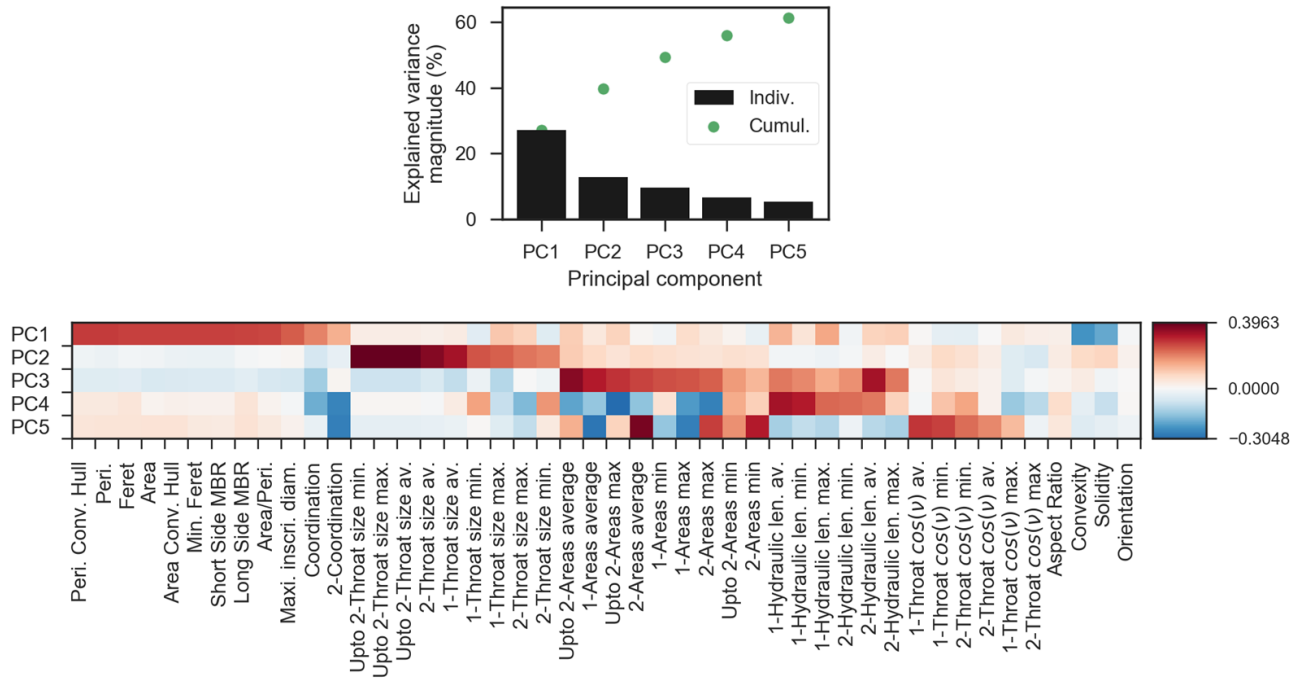 Explained variance
magnitude (%)
60
40
20
0
Indiv.
Cumul.
PC1 PC2 PC3 PC4 PC5
Principal component
PC1
PC2
PC3
PC4
PC5
0.3963
0.0000
−0.3048
Peri. Conv. Hull
Peri.
Feret
Area
Area Conv. Hull
Min. Feret
Short Side MBR
Long Side MBR
Area/Peri.
Maxi. inscri. diam.
Coordination
2-Coordination
Upto 2-Throat size min.
Upto 2-Throat size max.
Upto 2-Throat size av.
2-Throat size av.
1-Throat size av.
1-Throat size min.
1-Throat size max.
2-Throat size max.
2-Throat size min.
Upto 2-Areas average
1-Areas average
Upto 2-Areas max
2-Areas average
1-Areas min
1-Areas max
2-Areas max
Upto 2-Areas min
2-Areas min
1-Hydraulic len. av.
1-Hydraulic len. min.
1-Hydraulic len. max.
2-Hydraulic len. min.
2-Hydraulic len. av.
2-Hydraulic len. max.
1-Throat cos(ν) av.
1-Throat cos(ν) min.
2-Throat cos(ν) min.
2-Throat cos(ν) av.
1-Throat cos(ν) max.
2-Throat cos(ν) max
Aspect Ratio
Convexity
Solidity
Orientation